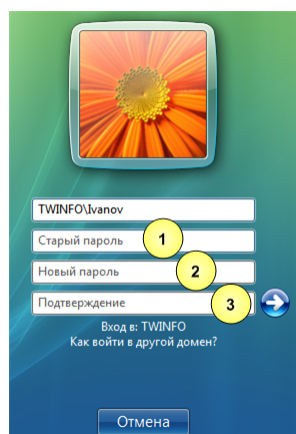 TWINFO\Ivanov
Старый пароль 1
Новый пароль 2
Подтверждение 3
Вход в: TWINFO
Как войти в другой домен?
Отмена